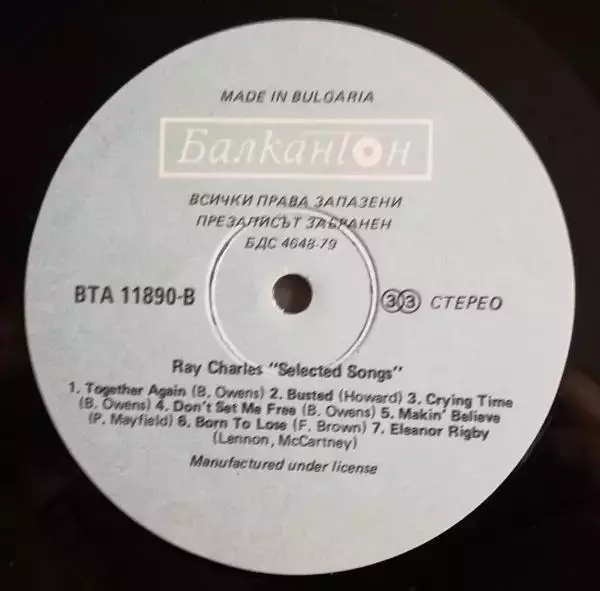 MADE IN BULGARIA
Балкантон
ВСИЧКИ ПРАВА ЗАПАЗЕНИ
ПРЕЗАПИСЪТ ЗАБРАНЕН
БДС 4648-79
ВТА 11890-В
33 СТЕРЕО
Ray Charles "Selected Songs"
1. Together Again (B. Owens) 2. Busted (Howard) 3. Crying Time
(B. Owens) 4. Don't Set Me Free (B. Owens) 5. Makin' Believe
(P. Mayfield) 6. Born To Lose (F. Brown) 7. Eleanor Rigby
(Lennon, McCartney)
Manufactured under license